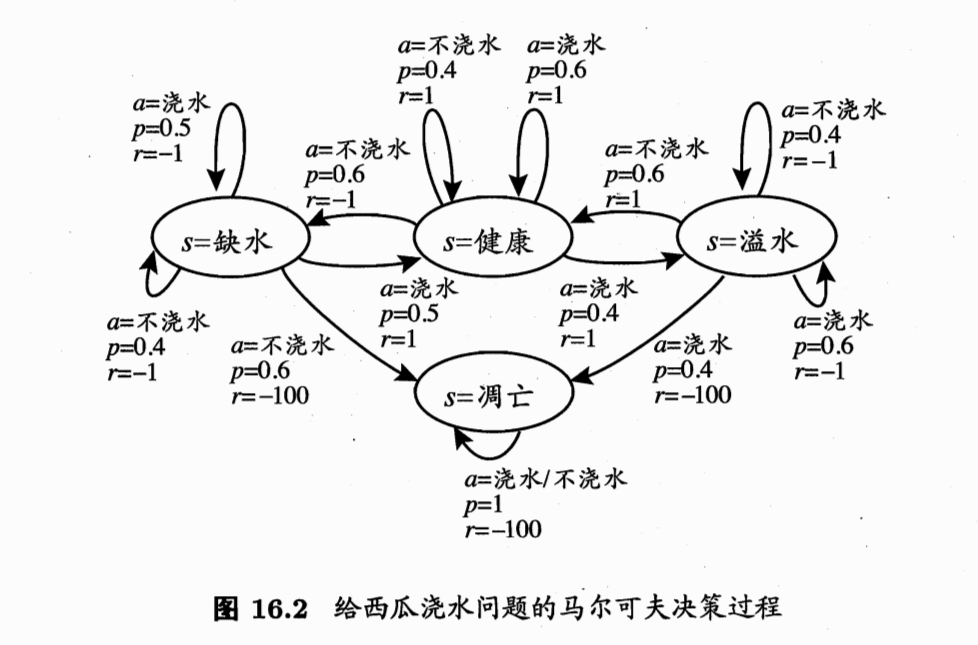 a=不浇水
p=0.4
r=1
a=浇水
p=0.6
r=1
a=浇水
p=0.5
r=-1
a=不浇水
p=0.6
r=-1
a=不浇水
p=0.6
r=1
a=不浇水
p=0.4
r=-1
s=缺水
s=健康
s=溢水
a=不浇水
p=0.4
r=-1
a=不浇水
p=0.6
r=-100
a=浇水
p=0.5
r=1
a=浇水
p=0.4
r=1
a=浇水
p=0.4
r=-100
a=浇水
p=0.6
r=-1
s=凋亡
a=浇水/不浇水
p=1
r=-100
图 16.2 给西瓜浇水问题的马尔可夫决策过程